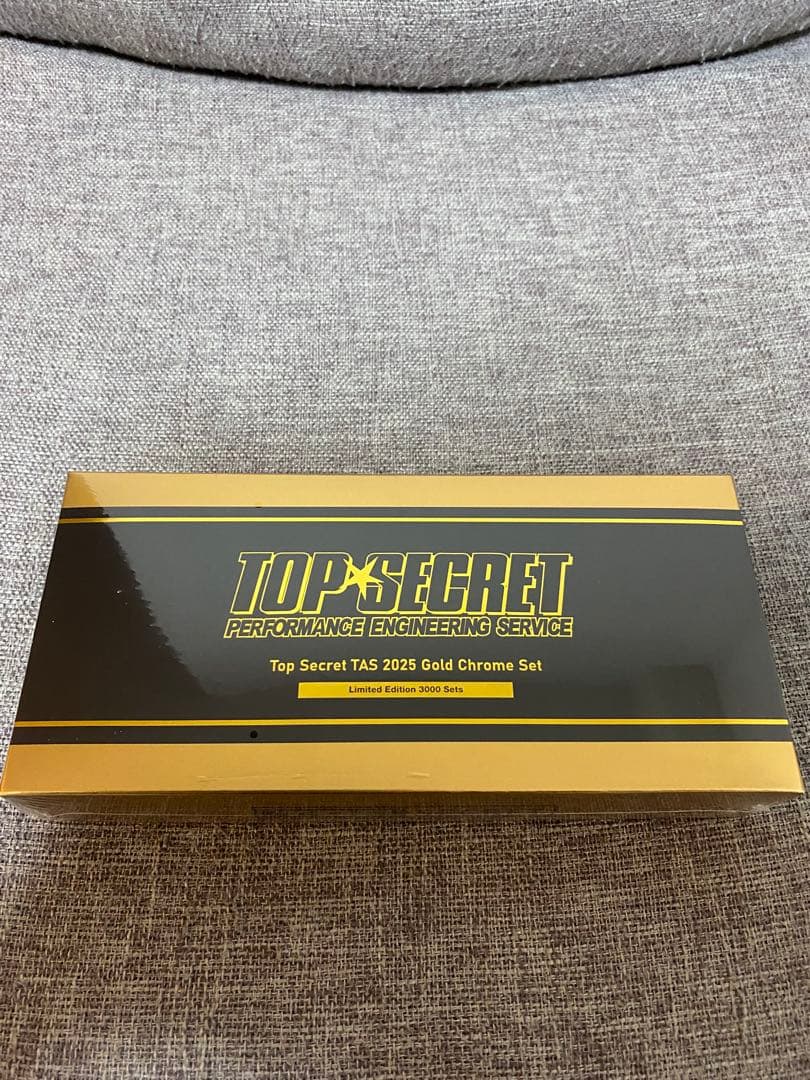 TOP SECRET
PERFORMANCE ENGINEERING SERVICE
Top Secret TAS 2025 Gold Chrome Set
Limited Edition 3000 Sets